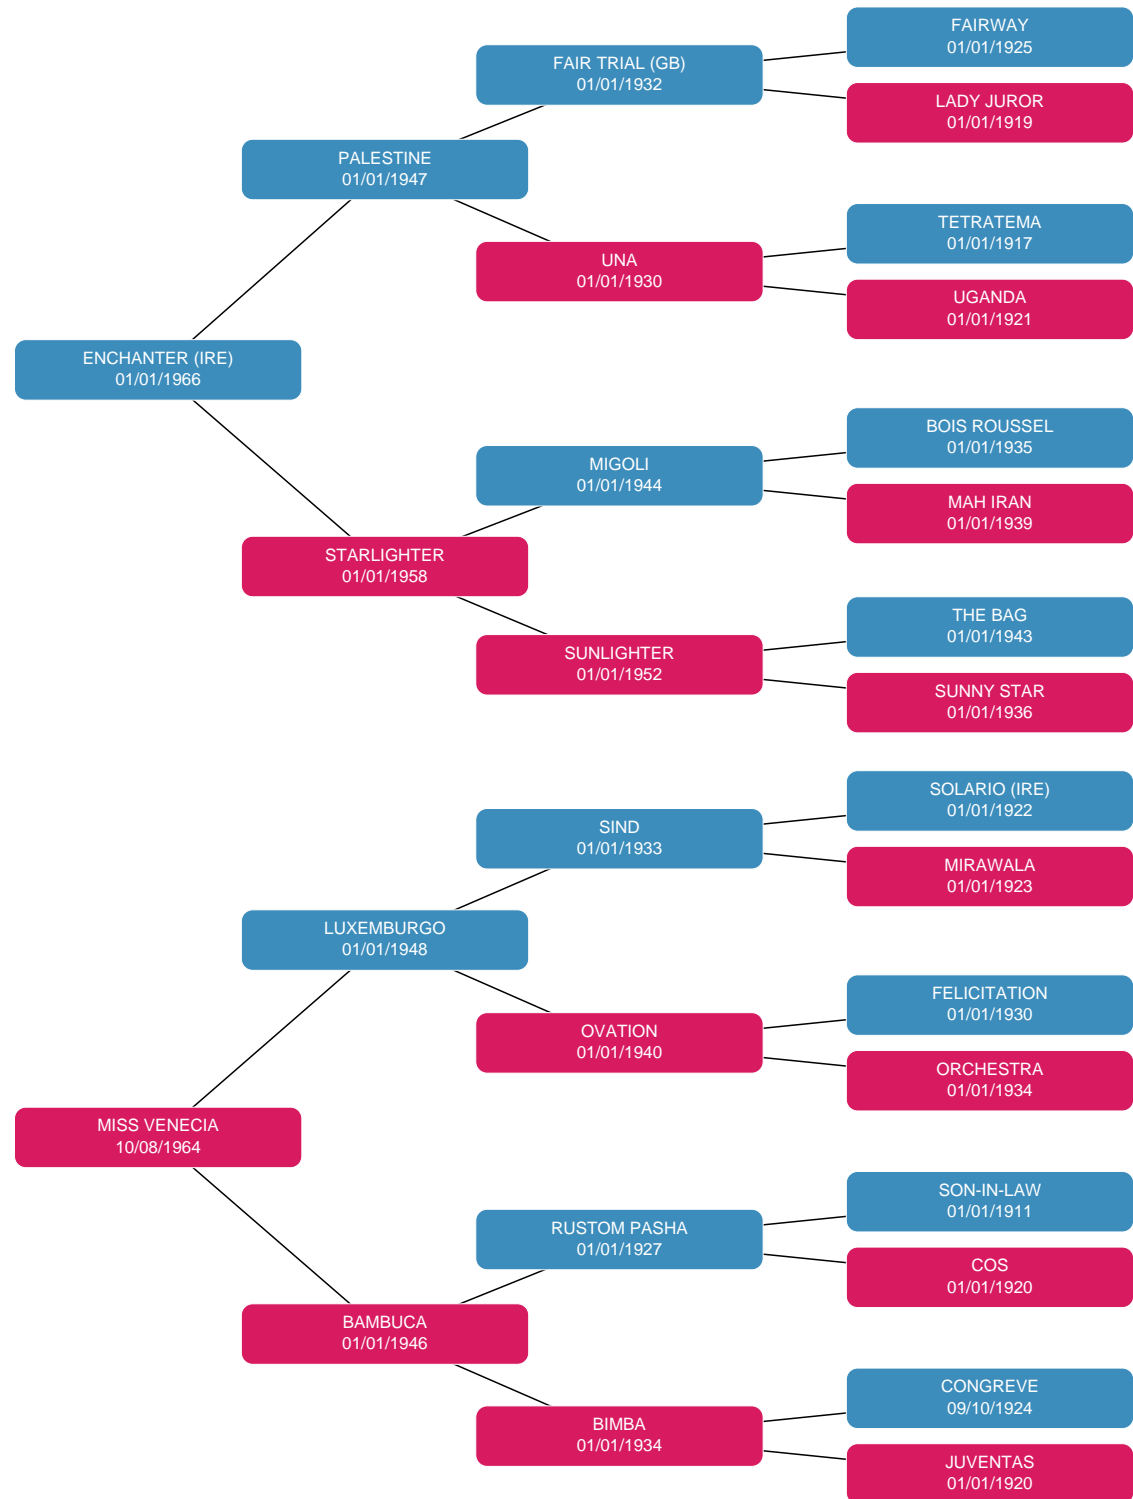 FAIRWAY
01/01/1925
FAIR TRIAL (GB)
01/01/1932
LADY JUROR
01/01/1919
PALESTINE
01/01/1947
TETRATEMA
01/01/1917
UNA
01/01/1930
UGANDA
01/01/1921
ENCHANTER (IRE)
01/01/1966
BOIS ROUSSEL
01/01/1935
MIGOLI
01/01/1944
MAH IRAN
01/01/1939
STARLIGHTER
01/01/1958
THE BAG
01/01/1943
SUNLIGHTER
01/01/1952
SUNNY STAR
01/01/1936
SOLARIO (IRE)
01/01/1922
SIND
01/01/1933
MIRAWALA
01/01/1923
LUXEMBURGO
01/01/1948
FELICITATION
01/01/1930
OVATION
01/01/1940
ORCHESTRA
01/01/1934
MISS VENECIA
10/08/1964
SON-IN-LAW
01/01/1911
RUSTOM PASHA
01/01/1927
COS
01/01/1920
BAMBUCA
01/01/1946
CONGREVE
09/10/1924
BIMBA
01/01/1934
JUVENTAS
01/01/1920